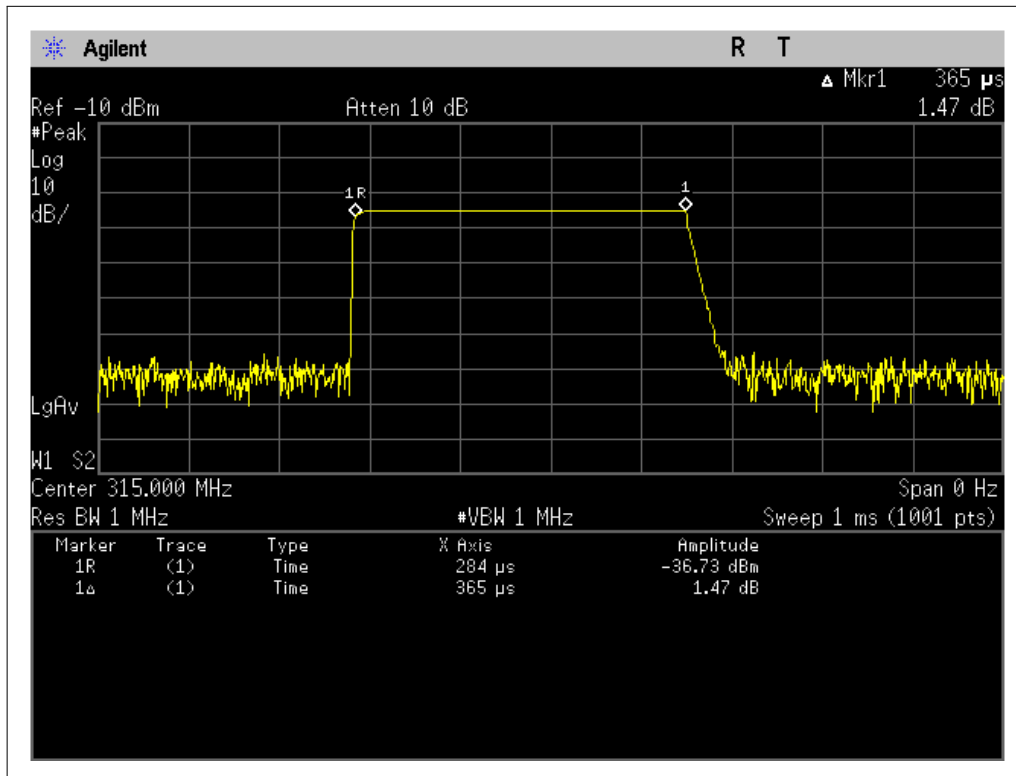 Agilent R T
Δ Mkr1 365 µs
Ref −10 dBm Atten 10 dB 1.47 dB
#Peak
Log
10
dB/
1R
1
LgAv
W1 S2
Center 315.000 MHz Span 0 Hz
Res BW 1 MHz #VBW 1 MHz Sweep 1 ms (1001 pts)
Marker Trace Type X Axis Amplitude
1R (1) Time 284 µs −36.73 dBm
1Δ (1) Time 365 µs 1.47 dB